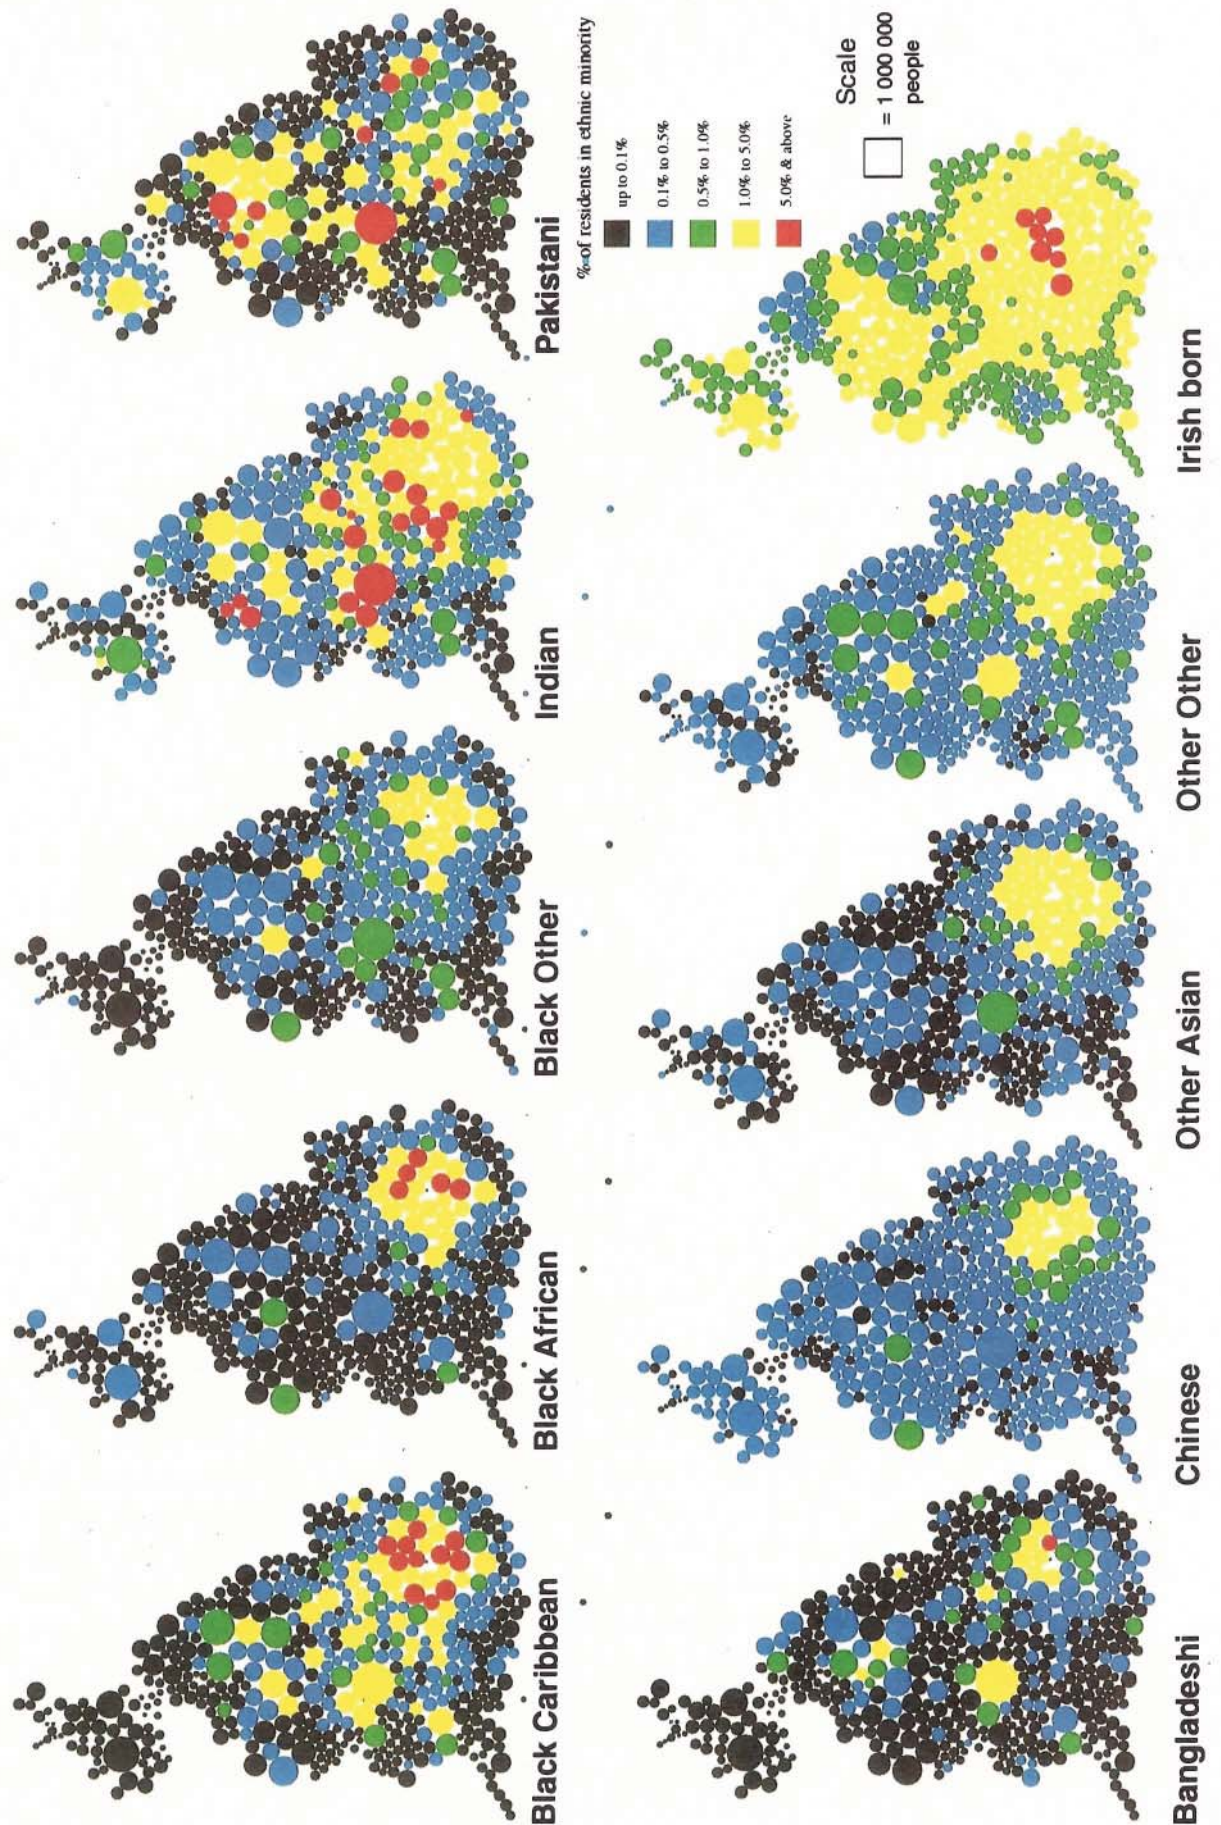 Black Caribbean
Black African
Black Other
Indian
Pakistani
% of residents in ethnic minority
up to 0.1%
0.1% to 0.5%
0.5% to 1.0%
1.0% to 5.0%
5.0% & above
Scale
= 1 000 000
people
Bangladeshi
Chinese
Other Asian
Other Other
Irish born